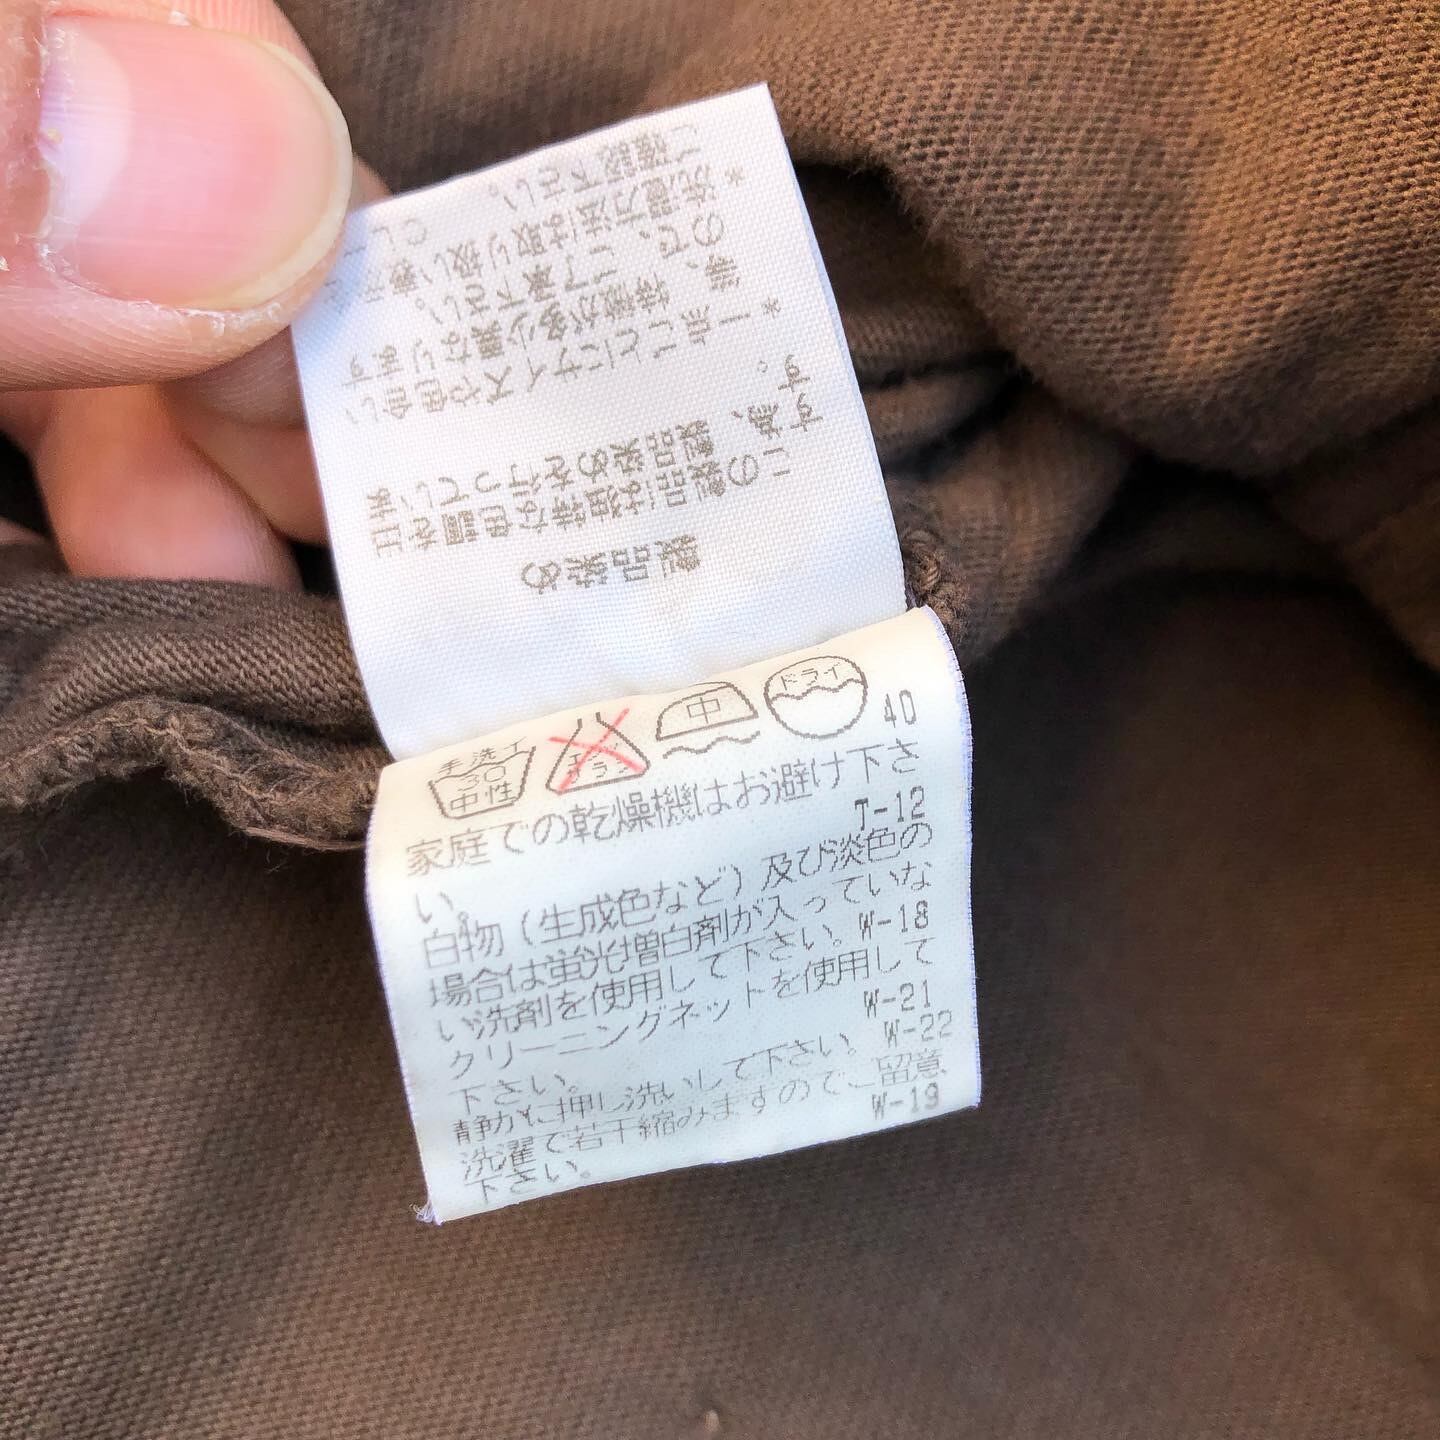 製品染め
この製品は独特な色調を出
す為、製品染めを行っていま
す。
*一点ごとにサイズや色合い
等、特徴が多少異なります
ので、ご了承下さい。
*洗濯方法は取り扱い表
ご確認下さい。
手洗イ
30
中性
エンソ
サラシ
中
ドライ
40
家庭での乾燥機はお避け下さ
い。 T-12
白物(生成色など)及び淡色の
場合は蛍光増白剤が入っていな
い洗剤を使用して下さい。W-18
クリーニングネットを使用して
下さい。 W-21
静かに押し洗いして下さい。W-22
洗濯で若干縮みますのでご留意
下さい。 W-19